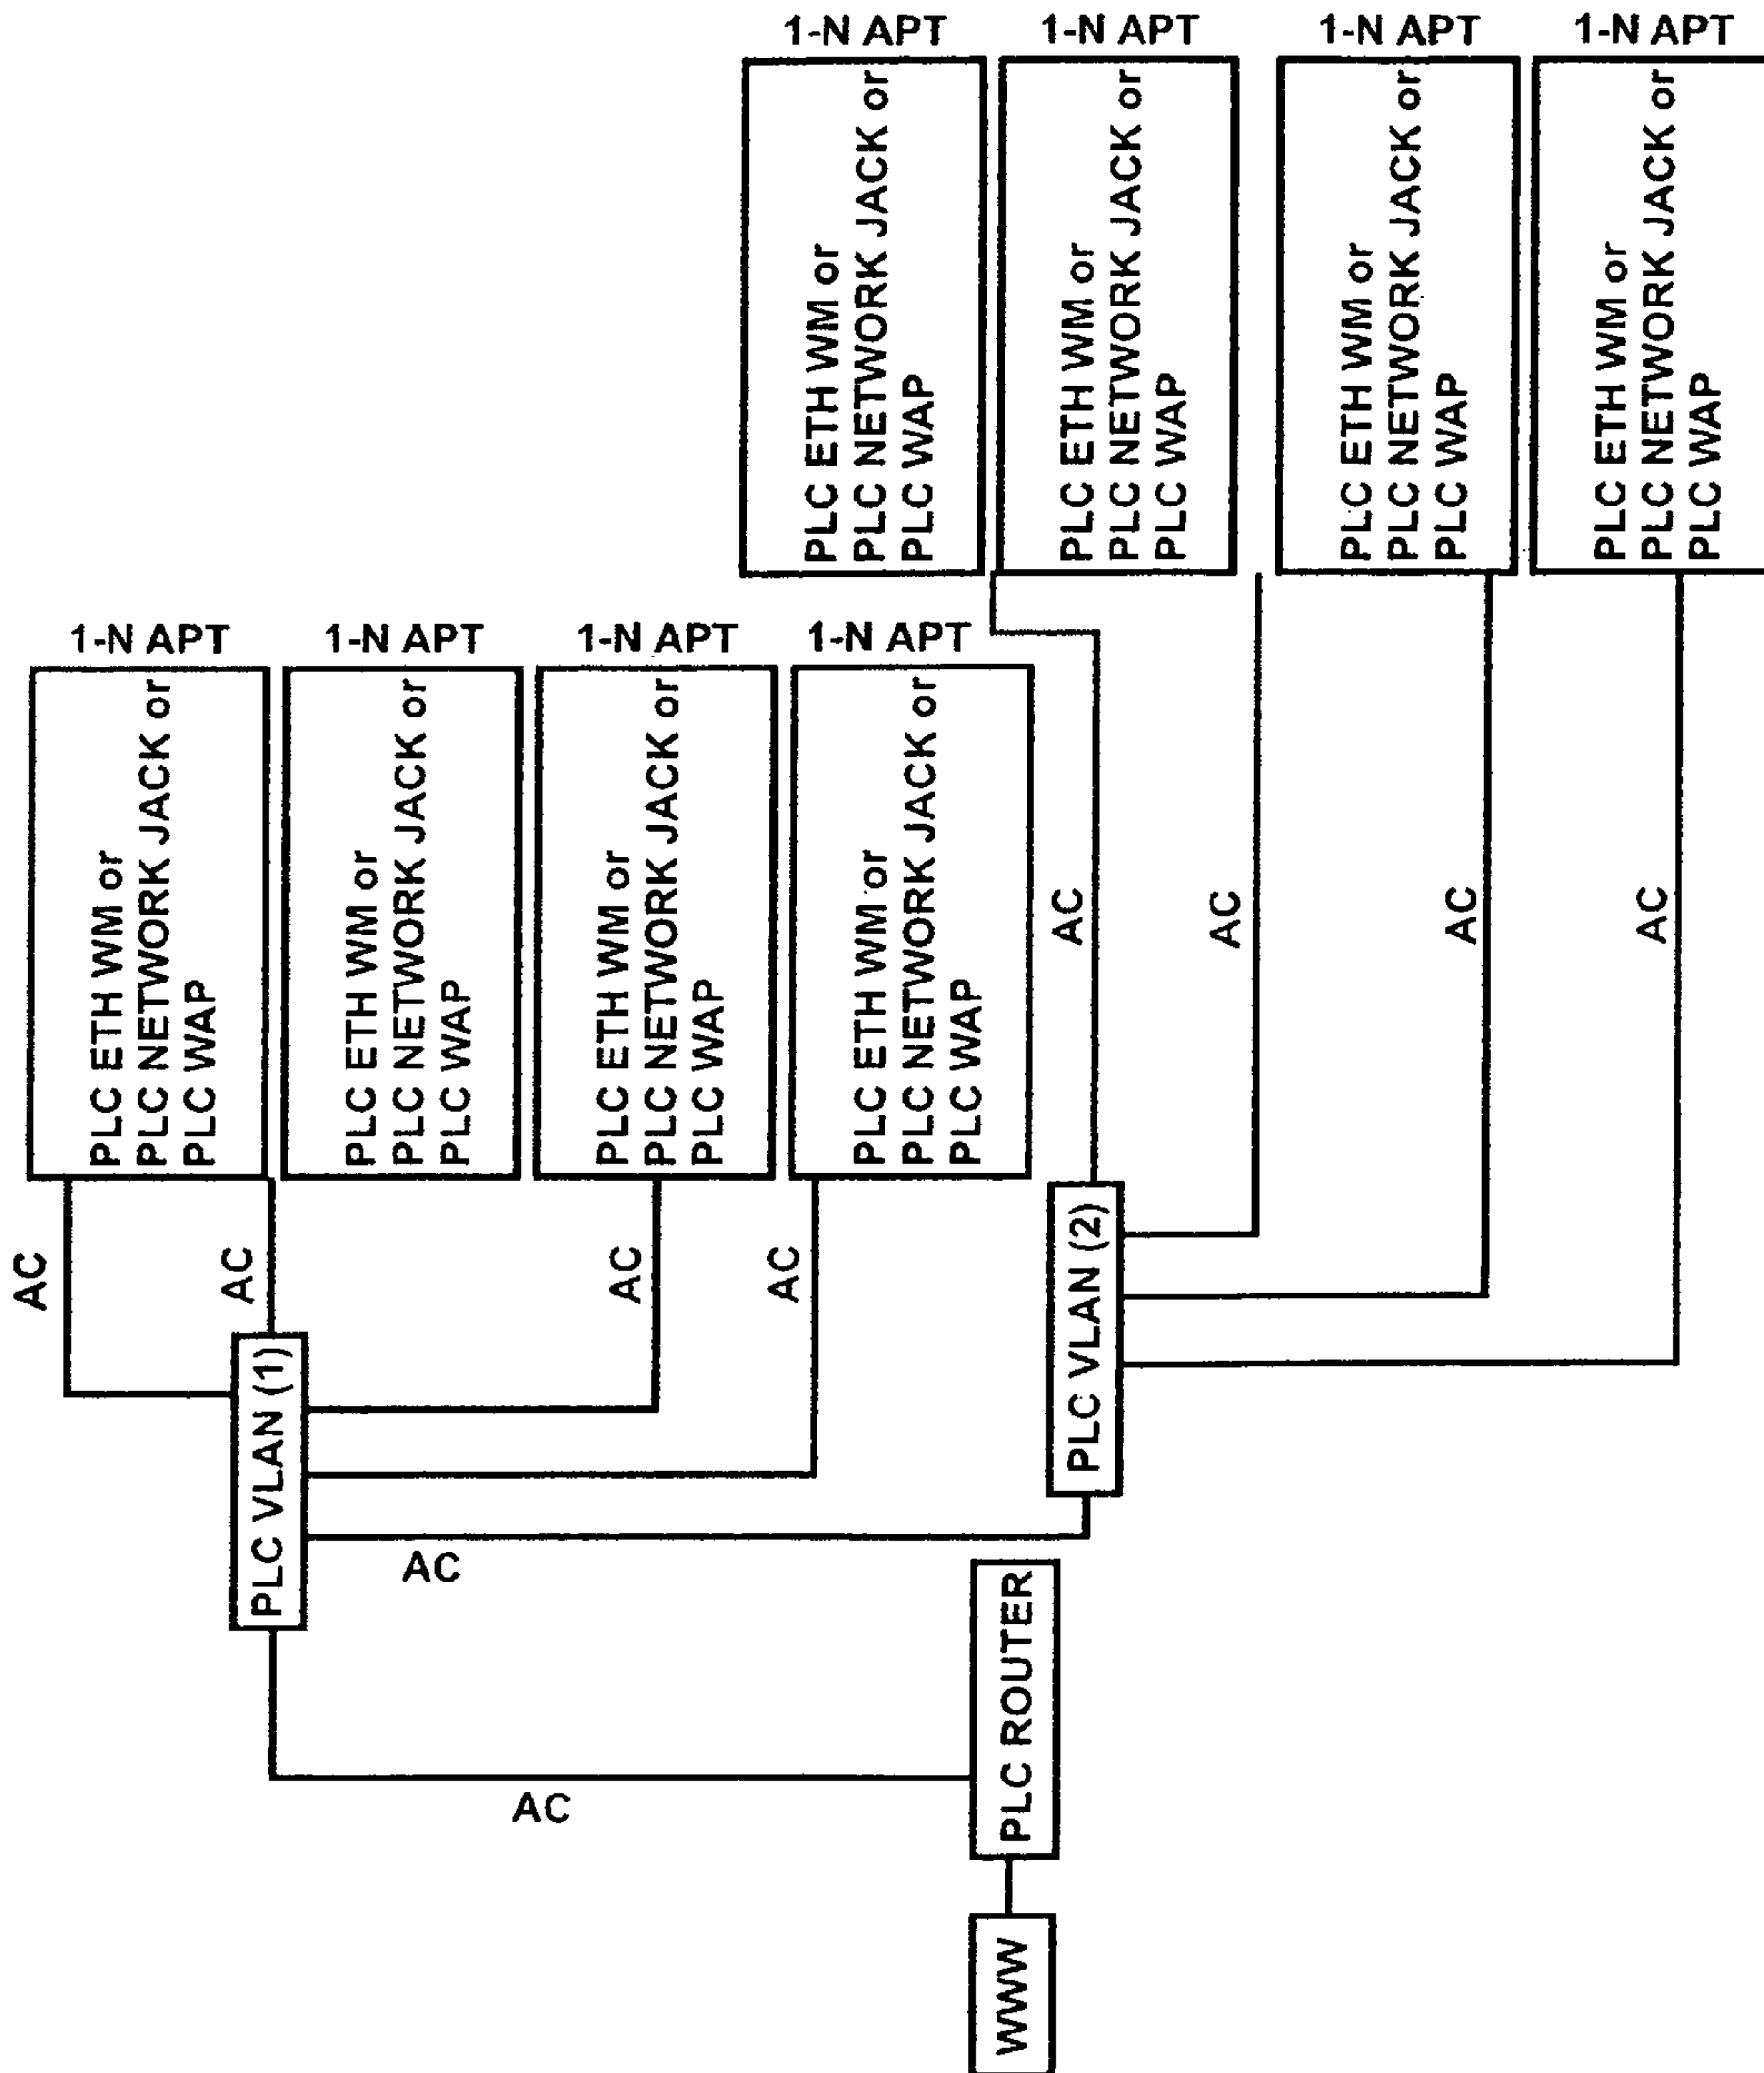 1-N APT
1-N APT
1-N APT
1-N APT
PLC ETH WM or
PLC NETWORK JACK or
PLC WAP
PLC ETH WM or
PLC NETWORK JACK or
PLC WAP
PLC ETH WM or
PLC NETWORK JACK or
PLC WAP
PLC ETH WM or
PLC NETWORK JACK or
PLC WAP
1-N APT
1-N APT
1-N APT
1-N APT
PLC ETH WM or
PLC NETWORK JACK or
PLC WAP
PLC ETH WM or
PLC NETWORK JACK or
PLC WAP
PLC ETH WM or
PLC NETWORK JACK or
PLC WAP
PLC ETH WM or
PLC NETWORK JACK or
PLC WAP
AC
AC
AC
AC
AC
AC
AC
AC
PLC VLAN (1)
PLC VLAN (2)
AC
AC
PLC ROUTER
WWW